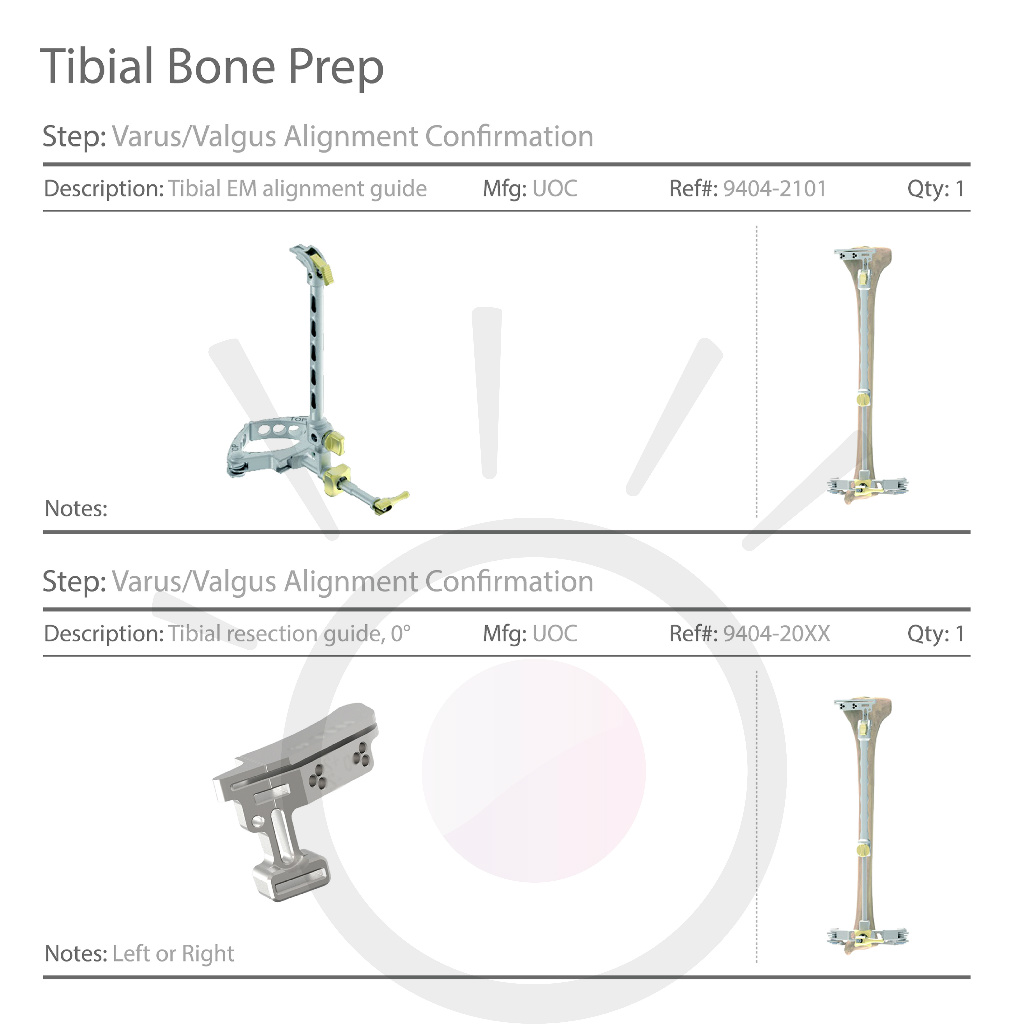 Tibial Bone Prep
Step: Varus/Valgus Alignment Confirmation
Description: Tibial EM alignment guide Mfg: UOC Ref#: 9404-2101 Qty: 1
TOP
Notes:
Step: Varus/Valgus Alignment Confirmation
Description: Tibial resection guide, 0° Mfg: UOC Ref#: 9404-20XX Qty: 1
Notes: Left or Right